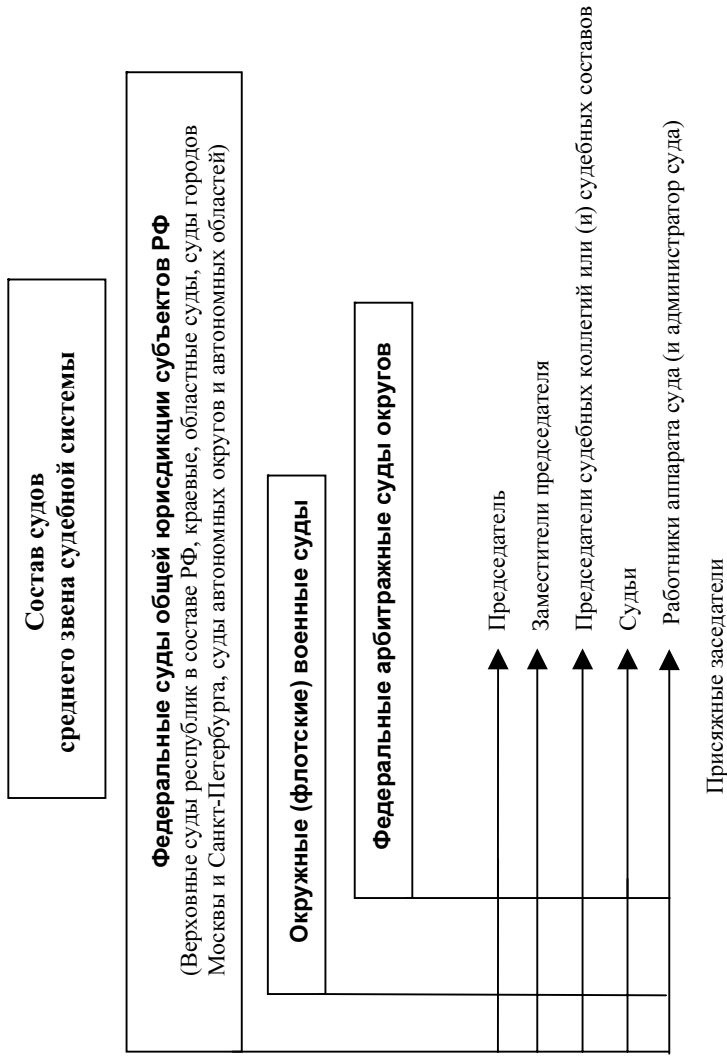 Состав судов
среднего звена судебной системы
Федеральные суды общей юрисдикции субъектов РФ
(Верховные суды республик в составе РФ, краевые, областные суды, суды городов
Москвы и Санкт-Петербурга, суды автономных округов и автономных областей)
Окружные (флотские) военные суды
Федеральные арбитражные суды округов
Председатель
Заместители председателя
Председатели судебных коллегий или (и) судебных составов
Судьи
Работники аппарата суда (и администратор суда)
Присяжные заседатели